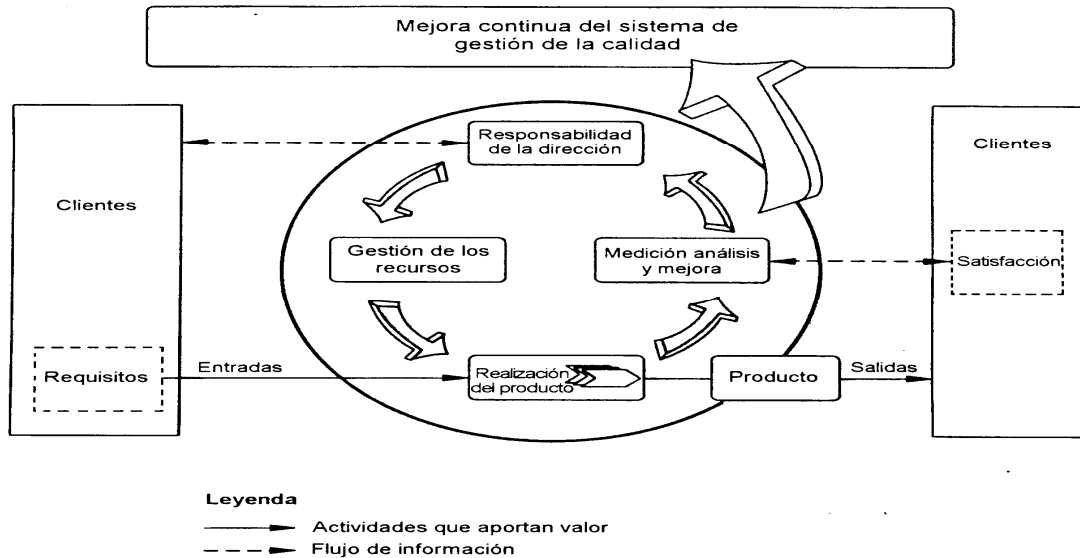 Mejora continua del sistema de
gestión de la calidad
Responsabilidad
de la dirección
Clientes
Clientes
Gestión de los
recursos
Medición análisis
y mejora
Satisfacción
Requisitos
Entradas
Realización
del producto
Producto
Salidas
Leyenda
Actividades que aportan valor
Flujo de información